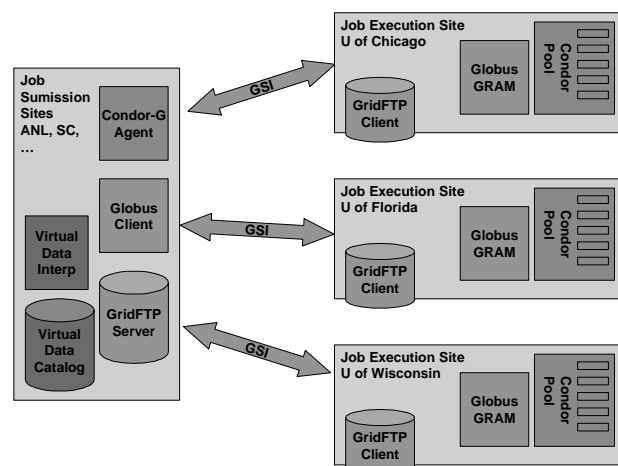 Job
Sumission
Sites
ANL, SC,
…
Condor-G
Agent
Globus
Client
Virtual
Data
Interp
GridFTP
Server
Virtual
Data
Catalog
GSI
GSI
GSI
Job Execution Site
U of Chicago
GridFTP
Client
Globus
GRAM
Condor
Pool
Job Execution Site
U of Florida
GridFTP
Client
Globus
GRAM
Condor
Pool
Job Execution Site
U of Wisconsin
GridFTP
Client
Globus
GRAM
Condor
Pool